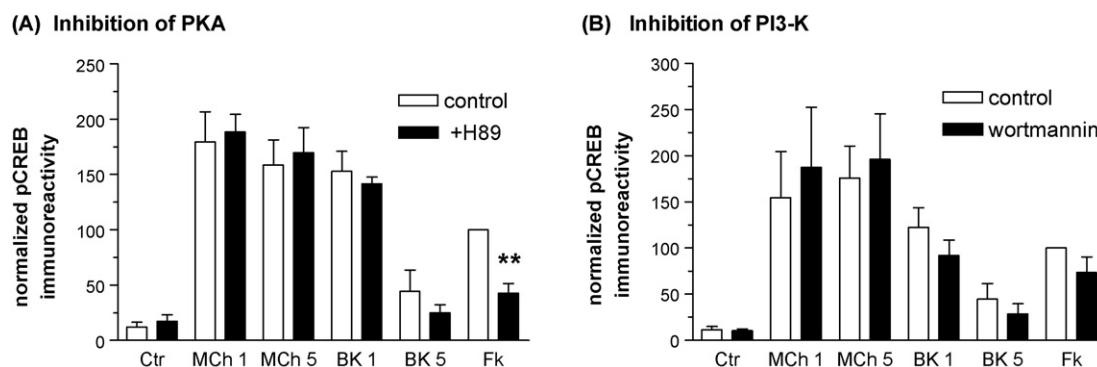 (A) Inhibition of PKA
normalized pCREB
immunoreactivity
250
200
150
100
50
0
control
+H89
**
Ctr MCh 1 MCh 5 BK 1 BK 5 Fk
(B) Inhibition of PI3-K
normalized pCREB
immunoreactivity
300
250
200
150
100
50
0
control
wortmannin
Ctr MCh 1 MCh 5 BK 1 BK 5 Fk